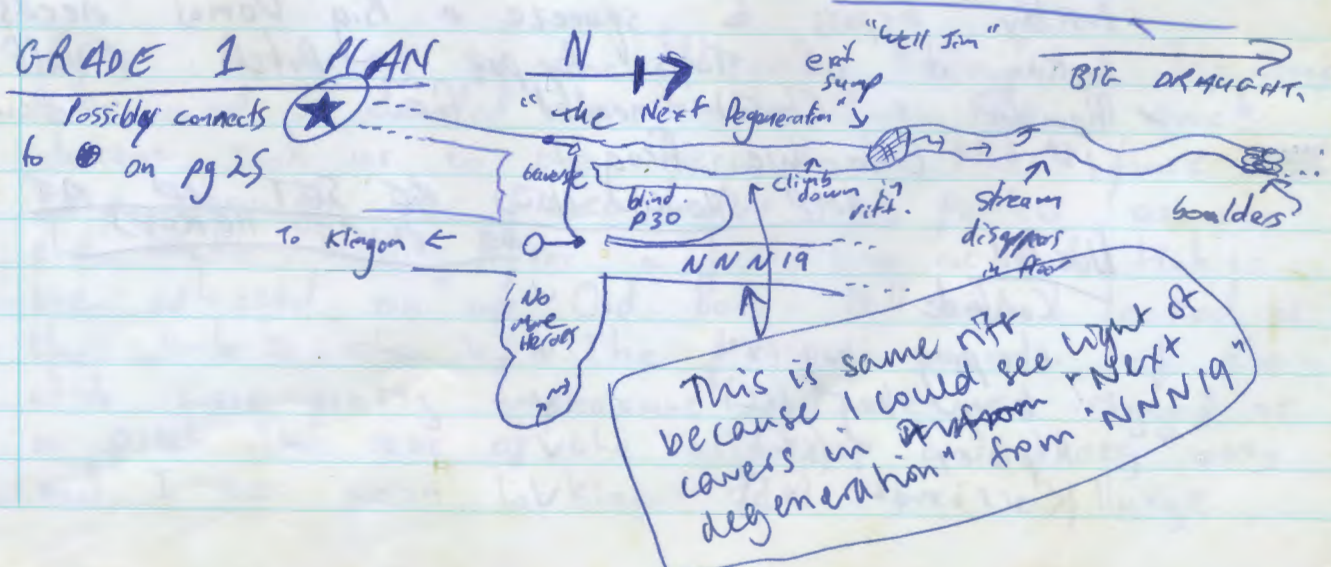 GRADE 1 PLAN
N
"Well Jim"
BIG DRAUGHT.
Possibly connects
to on pg 25
"the Next Degeneration"
exit
sump
traverse
blind.
P30
climb
down in
rift.
stream
disappears
in floor
boulders
To Klingon
NNN19
No
more
Heroes
This is same rift
because I could see light of
cavers in "Next
degeneration" from "NNN19"